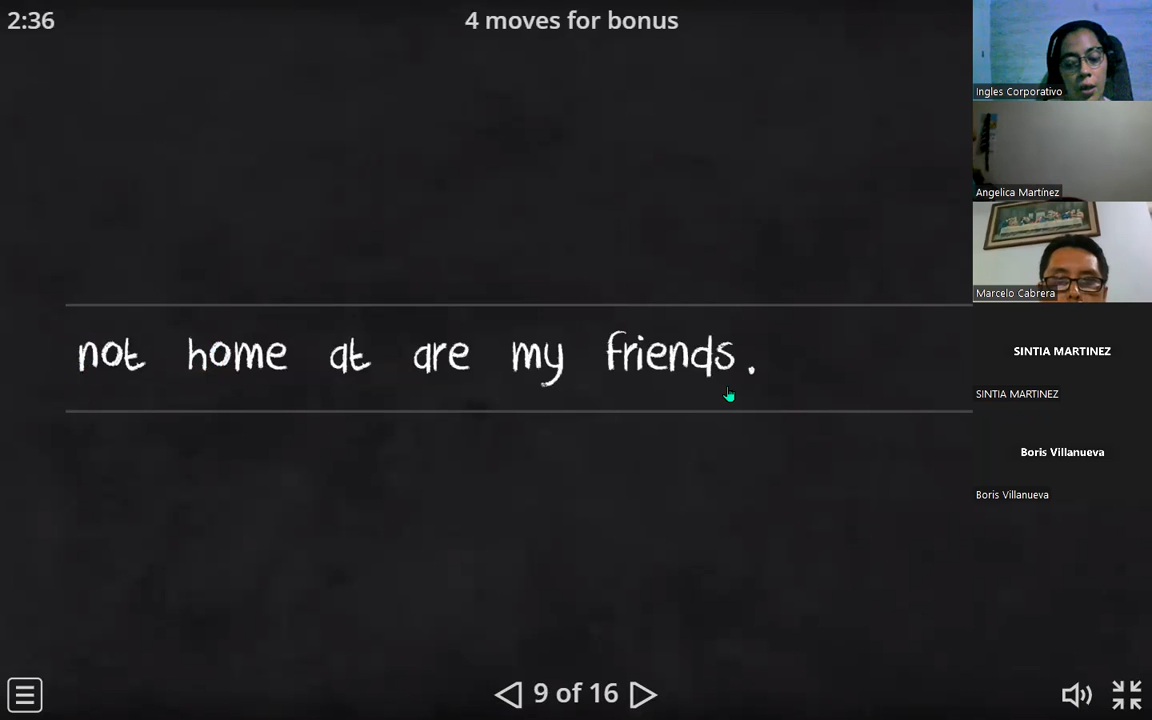 2:36
4 moves for bonus
not home at are my friends.
9 of 16
Ingles Corporativo
Angelica Martínez
Marcelo Cabrera
SINTIA MARTINEZ
SINTIA MARTINEZ
Boris Villanueva
Boris Villanueva